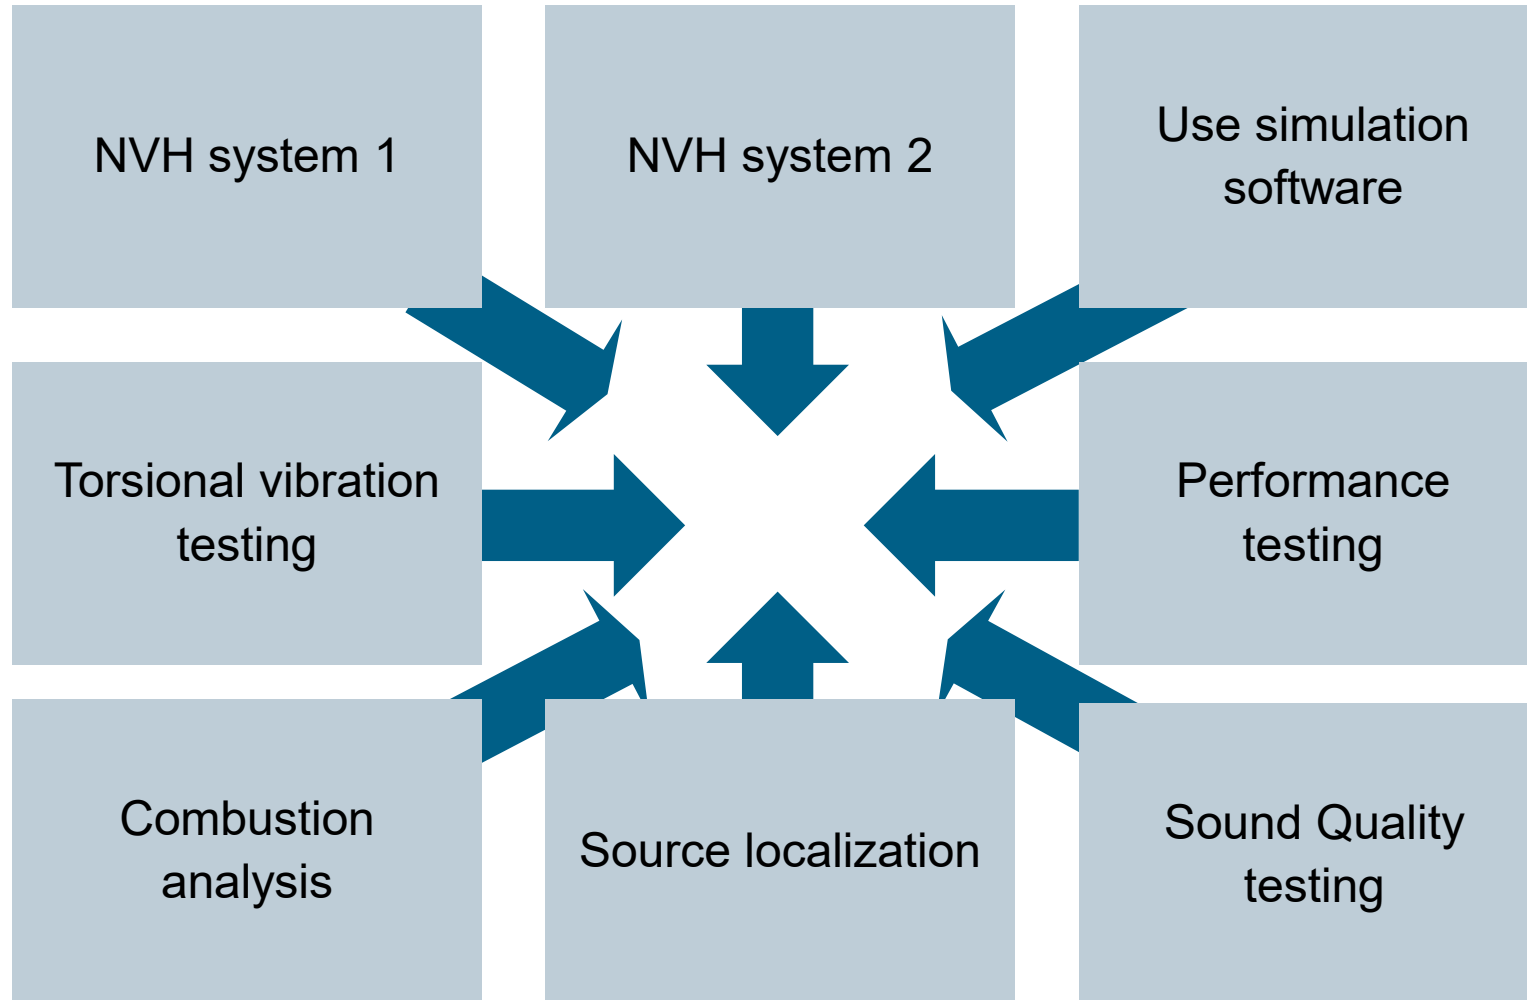 NVH system 1
NVH system 2
Use simulation
software
Torsional vibration
testing
Performance
testing
Combustion
analysis
Source localization
Sound Quality
testing